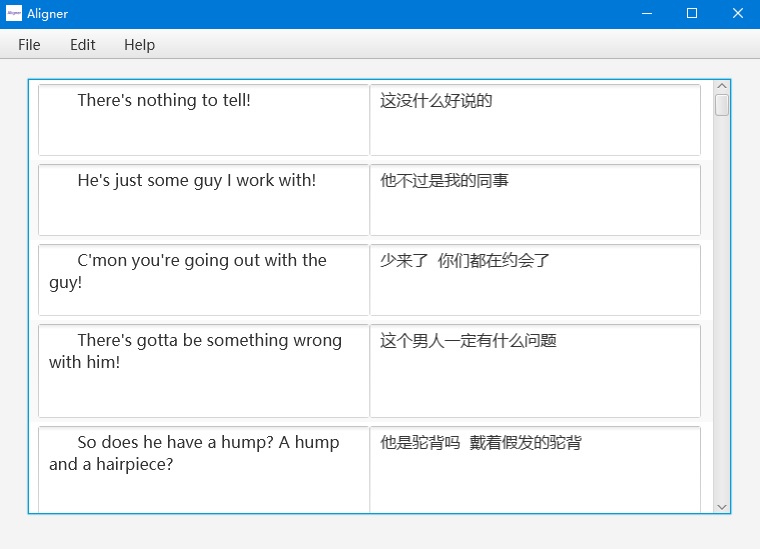 Aligner
File Edit Help
There's nothing to tell!
这没什么好说的
He's just some guy I work with!
他不过是我的同事
C'mon you're going out with the
guy!
少来了 你们都在约会了
There's gotta be something wrong
with him!
这个男人一定有什么问题
So does he have a hump? A hump
and a hairpiece?
他是驼背吗 戴着假发的驼背